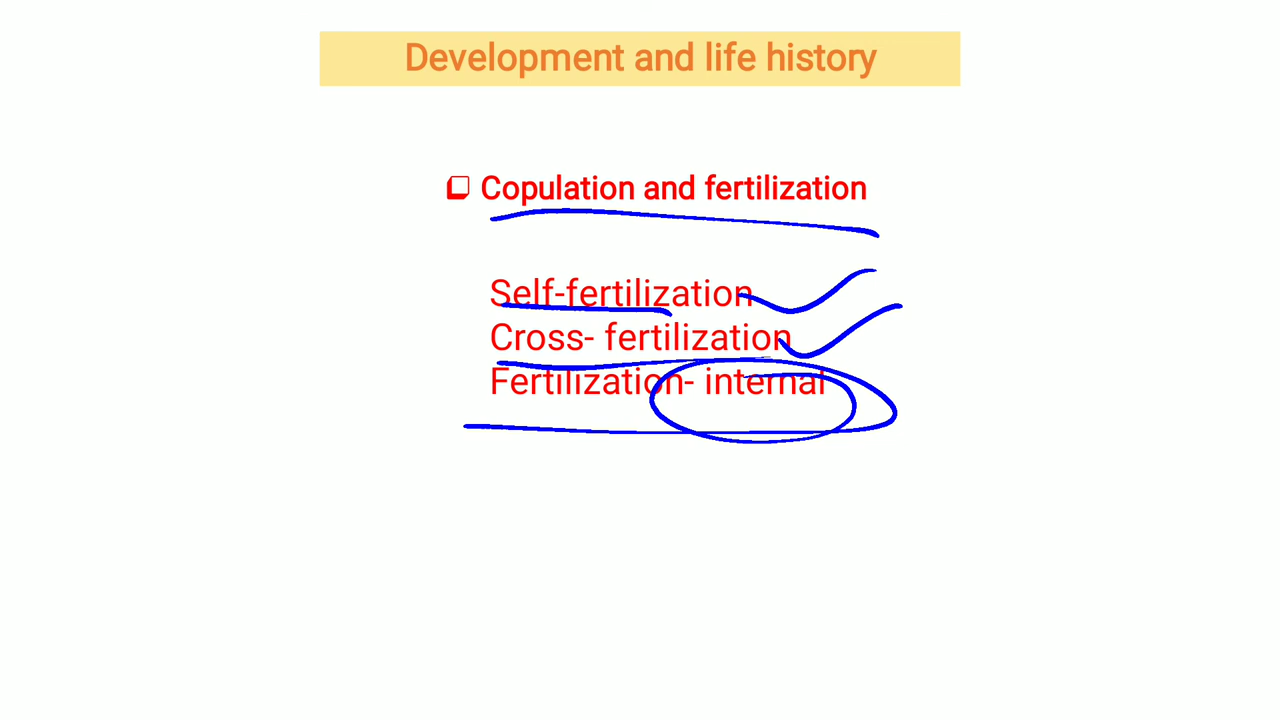 Development and life history
Copulation and fertilization
Self-fertilization
Cross- fertilization
Fertilization- internal